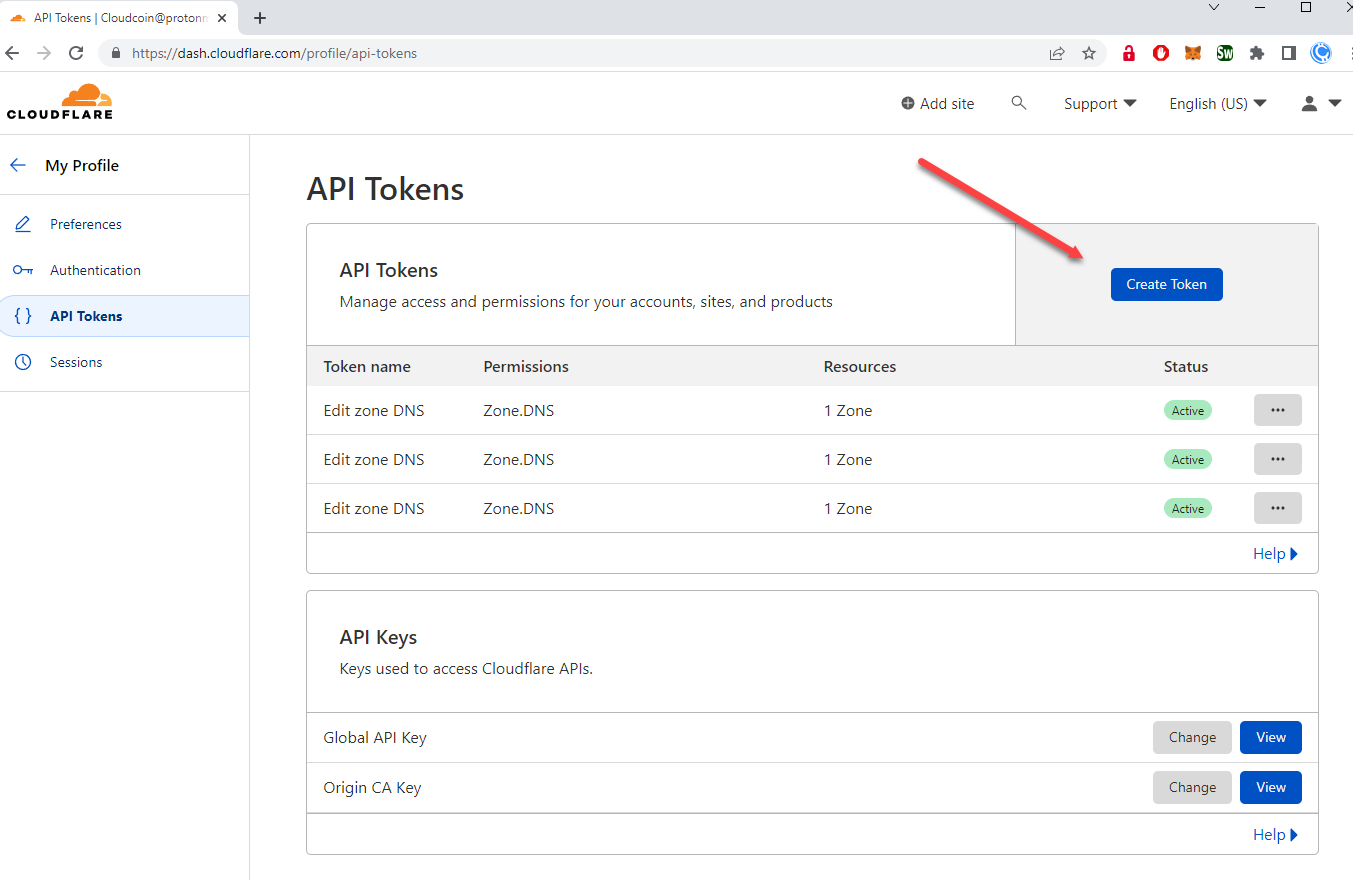 API Tokens | Cloudcoin@protonm
https://dash.cloudflare.com/profile/api-tokens
SW
CLOUDFLARE
Add site
Support
English (US)
My Profile
Preferences
Authentication
API Tokens
Sessions
API Tokens
API Tokens
Manage access and permissions for your accounts, sites, and products
Create Token
Token name Permissions Resources Status
Edit zone DNS Zone.DNS 1 Zone Active ...
Edit zone DNS Zone.DNS 1 Zone Active ...
Edit zone DNS Zone.DNS 1 Zone Active ...
Help
API Keys
Keys used to access Cloudflare APIs.
Global API Key Change View
Origin CA Key Change View
Help